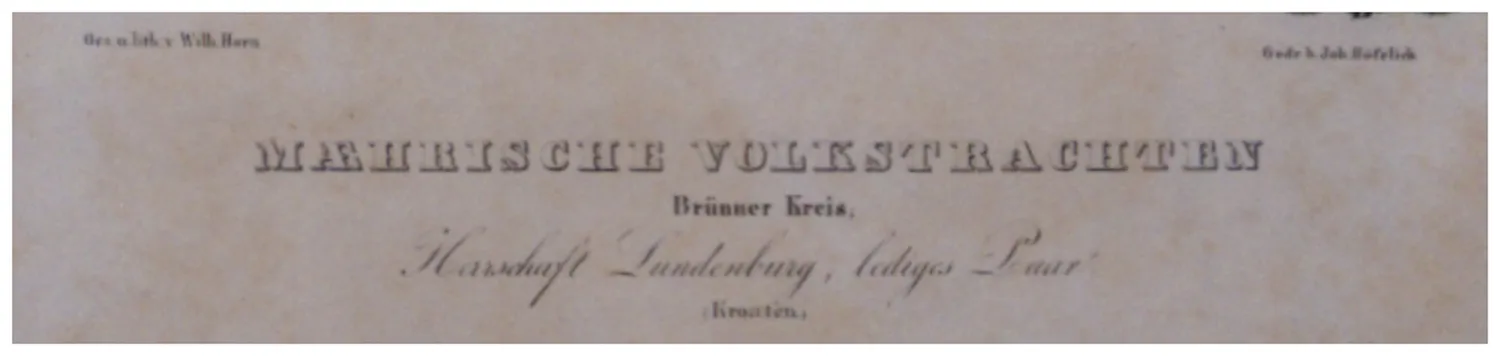 Gez. u. lith. v. Wilh. Horn
Gedr. b. Joh. Höfelich
MÆHRISCHE VOLKSTRACHTEN
Brünner Kreis,
Herrschaft Lundenburg, lediges Paar
(Kroaten)